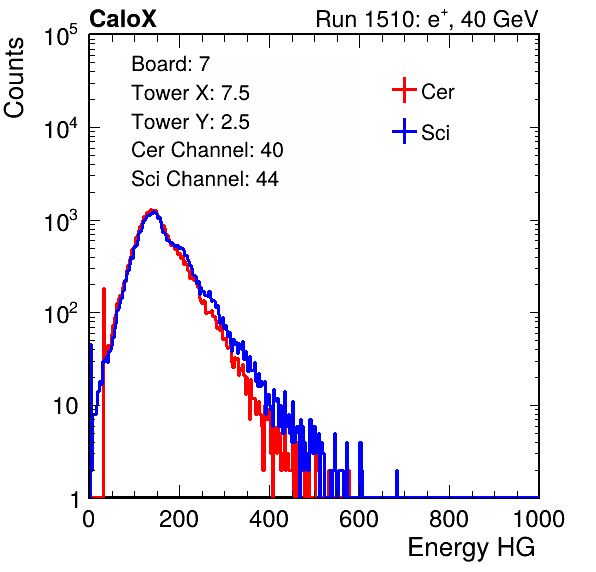 CaloX Run 1510: e⁺, 40 GeV
Counts
Board: 7
Tower X: 7.5
Tower Y: 2.5
Cer Channel: 40
Sci Channel: 44
Cer
Sci
10⁵
10⁴
10³
10²
10
1
0 200 400 600 800 1000
Energy HG